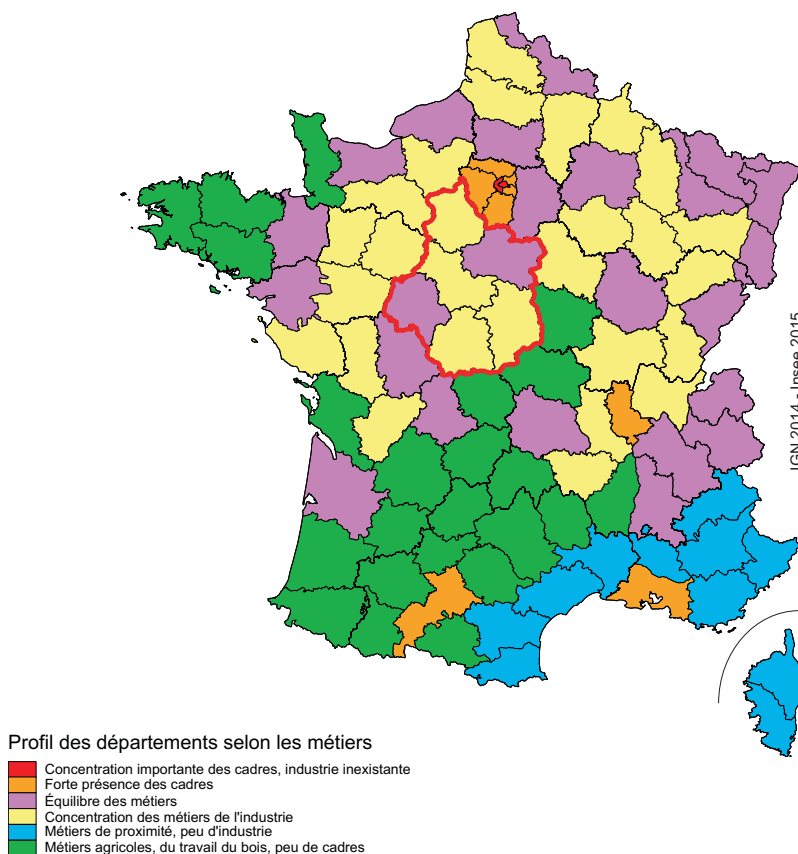 IGN 2014 - Insee 2015
Profil des départements selon les métiers
Concentration importante des cadres, industrie inexistante
Forte présence des cadres
Équilibre des métiers
Concentration des métiers de l'industrie
Métiers de proximité, peu d'industrie
Métiers agricoles, du travail du bois, peu de cadres